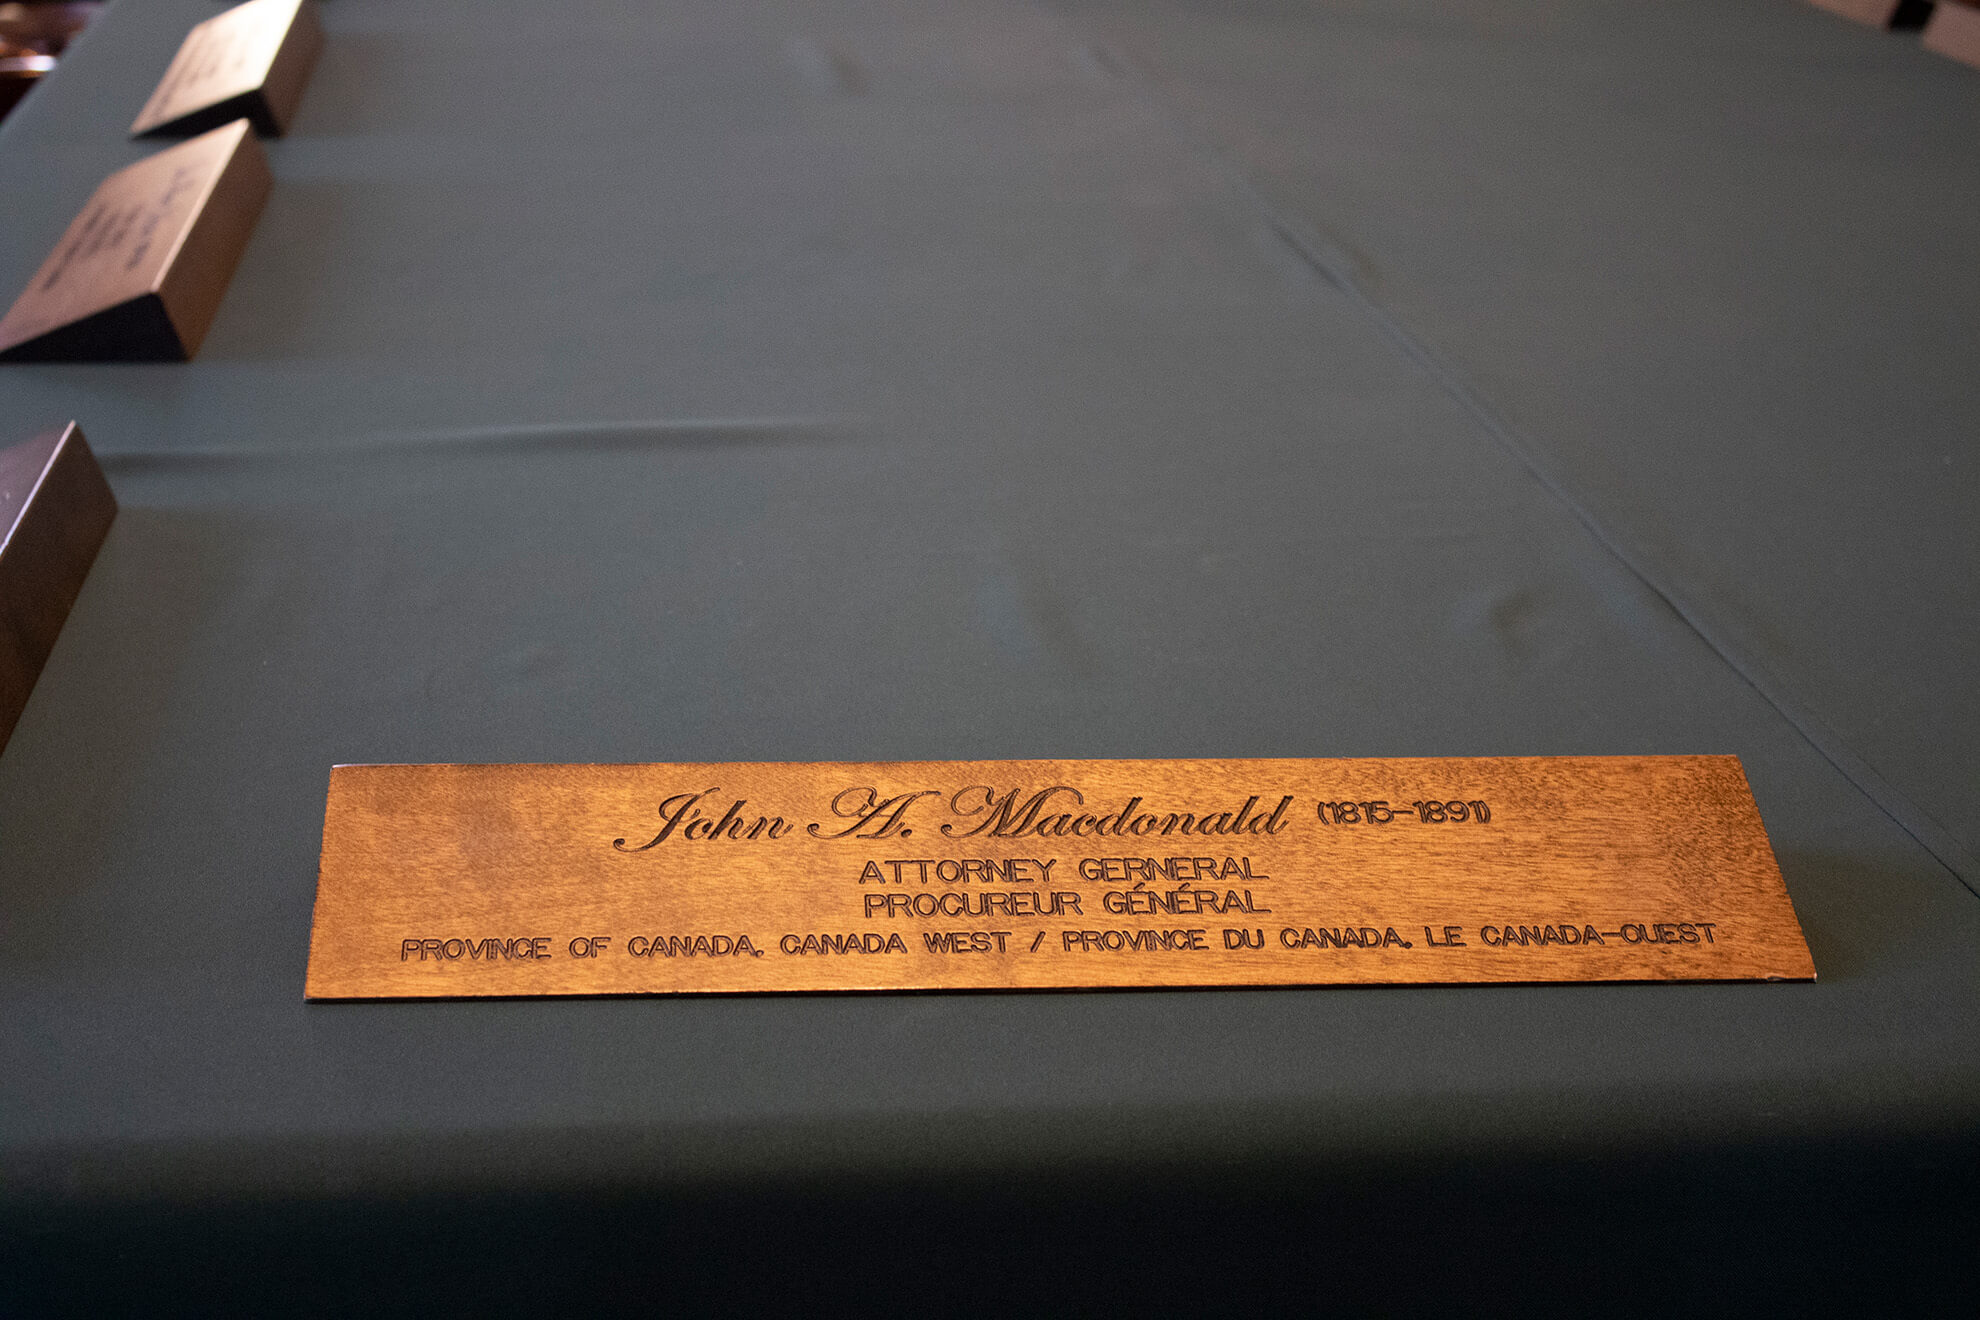 John A. Macdonald (1815-1891)
ATTORNEY GERNERAL
PROCUREUR GÉNÉRAL
PROVINCE OF CANADA, CANADA WEST / PROVINCE DU CANADA, LE CANADA-OUEST